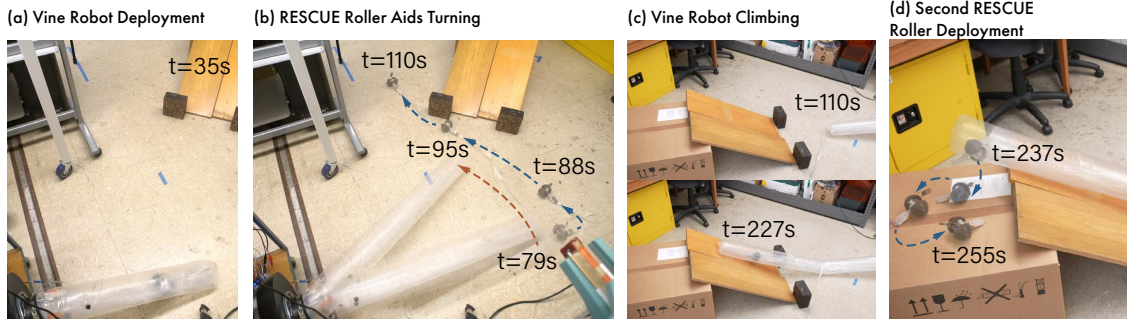 (a) Vine Robot Deployment
t=35s
(b) RESCUE Roller Aids Turning
t=110s
t=95s
t=88s
t=79s
(c) Vine Robot Climbing
t=110s
t=227s
(d) Second RESCUE
Roller Deployment
t=237s
t=255s